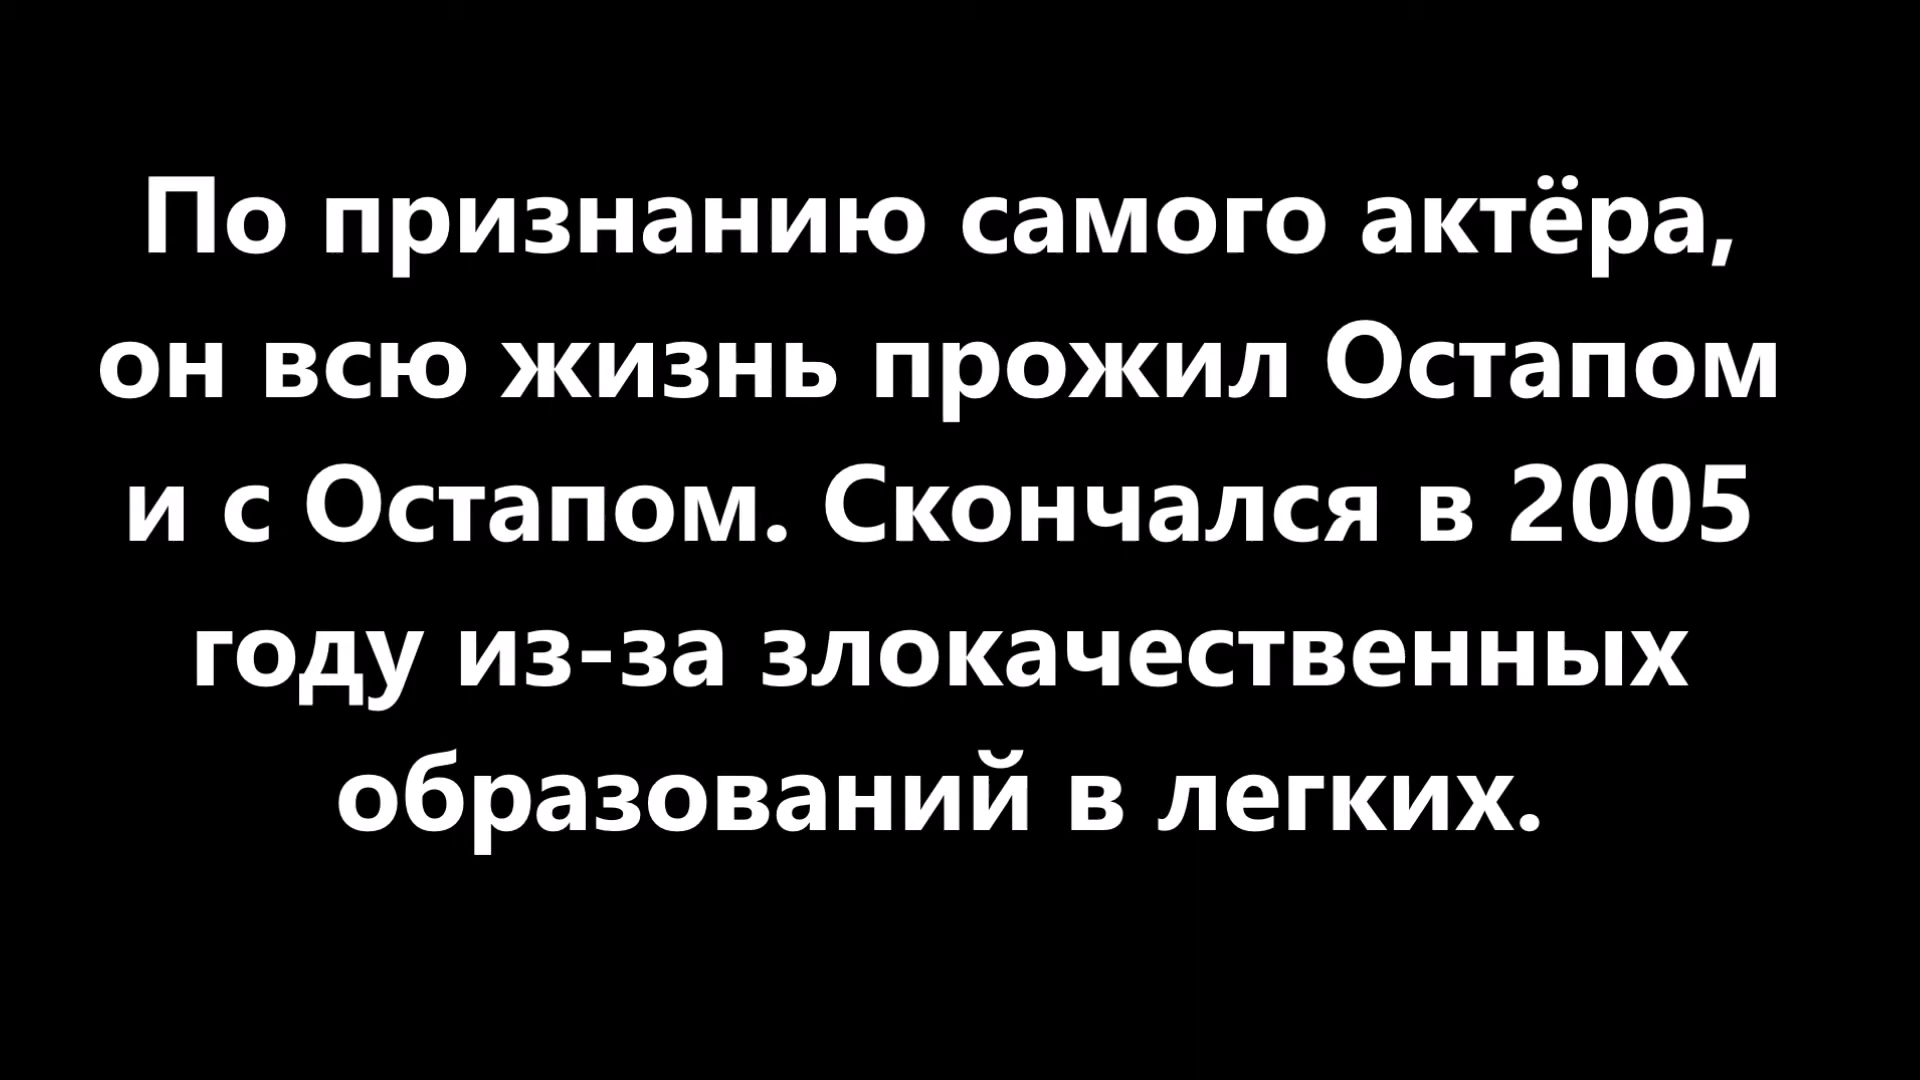 По признанию самого актёра,
он всю жизнь прожил Остапом
и с Остапом. Скончался в 2005
году из-за злокачественных
образований в легких.